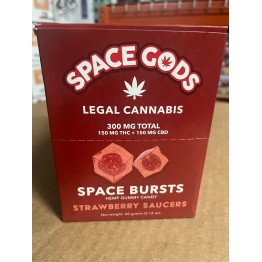 SPACE GODS
LEGAL CANNABIS
300 MG TOTAL
150 MG THC + 150 MG CBD
SPACE BURSTS
HEMP GUMMY CANDY
STRAWBERRY SAUCERS